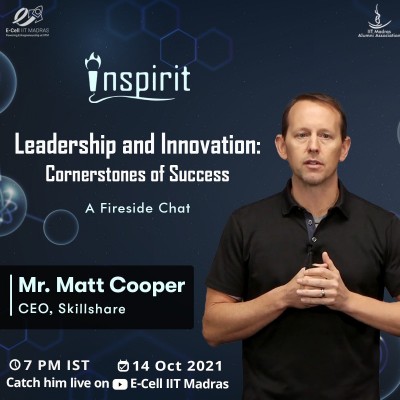 E-Cell IIT MADRAS
IIT Madras
Alumni Association
inspirit
Leadership and Innovation:
Cornerstones of Success
A Fireside Chat
Mr. Matt Cooper
CEO, Skillshare
7 PM IST
14 Oct 2021
Catch him live on E-Cell IIT Madras